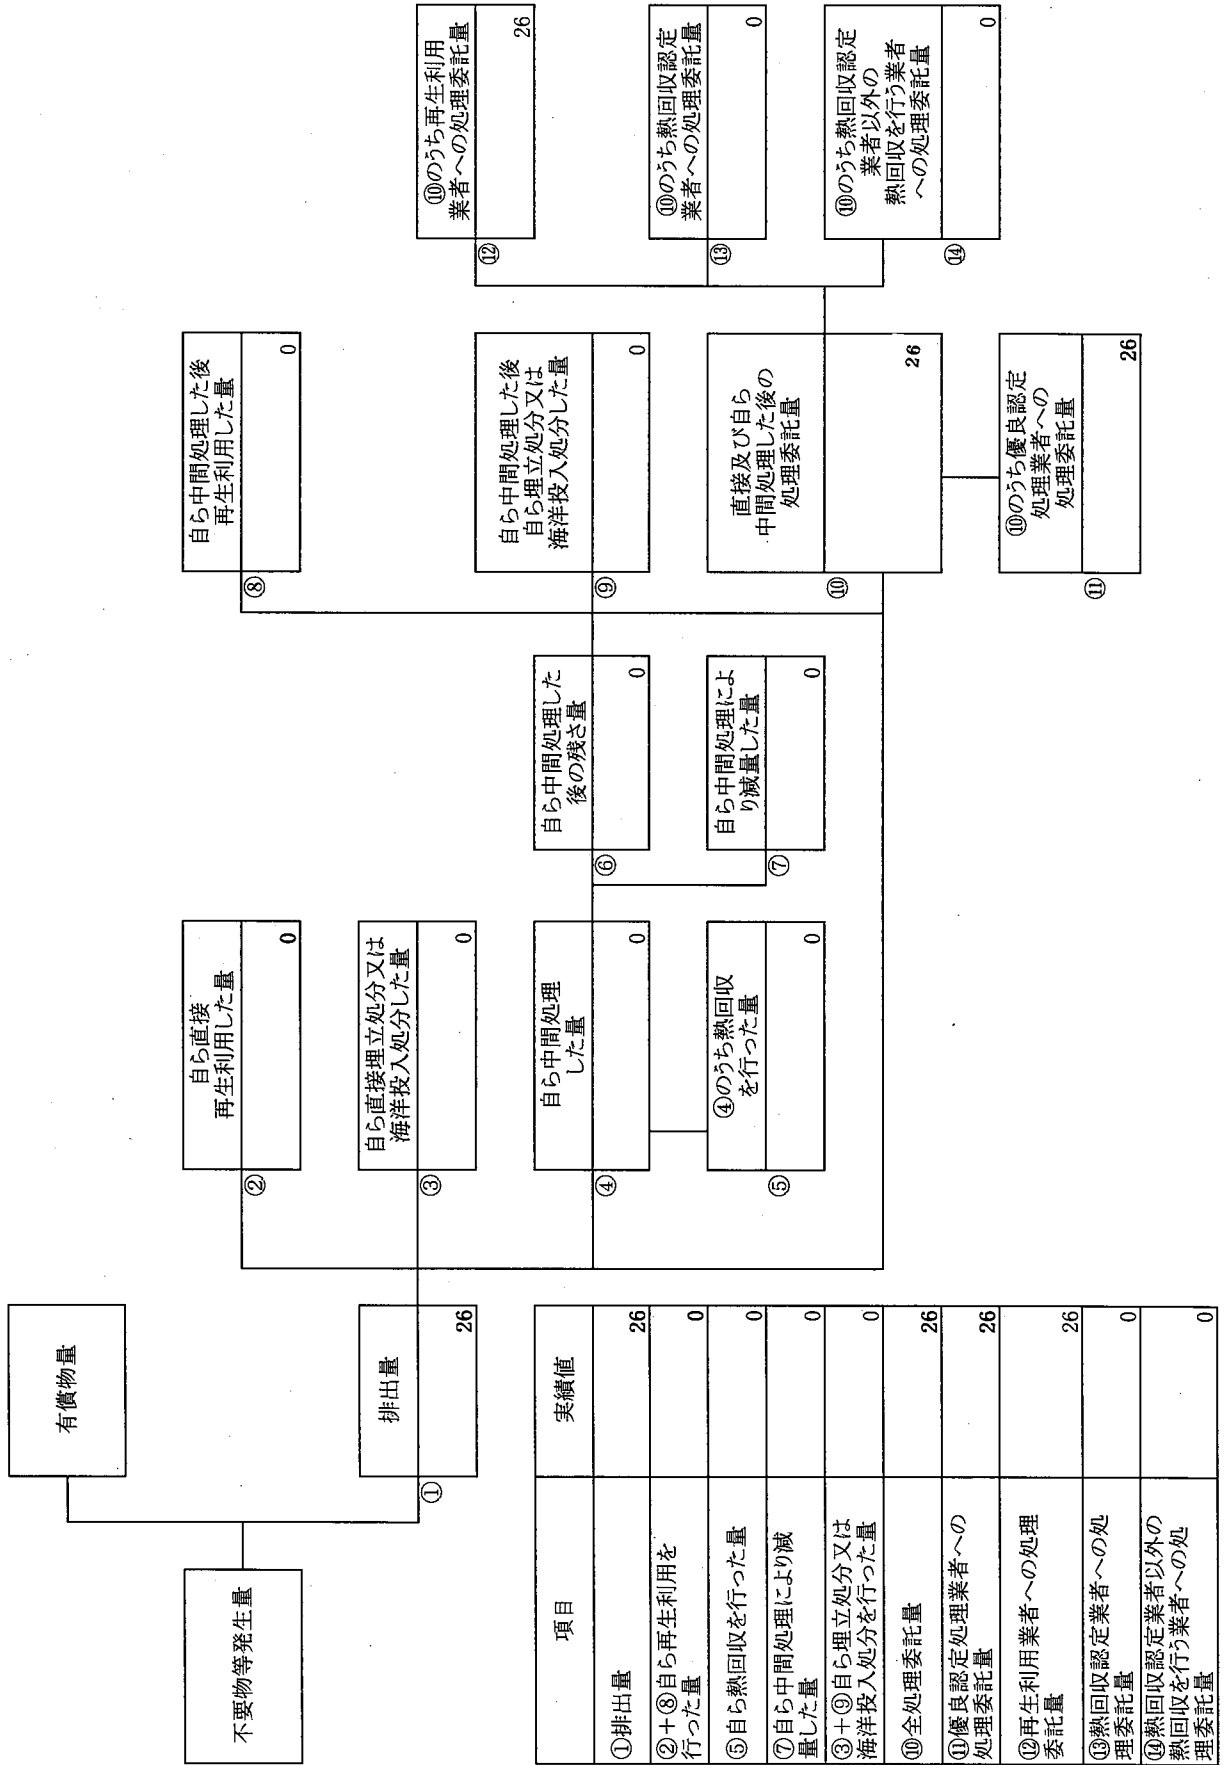 不要物等発生量
有償物量
①
排出量
26
②
自ら直接
再生利用した量
0
③
自ら直接埋立処分又は
海洋投入処分した量
0
④
自ら中間処理
した量
0
⑤
④のうち熱回収
を行った量
0
⑥
自ら中間処理した
後の残さ量
0
⑦
自ら中間処理によ
り減量した量
0
⑧
自ら中間処理した後
再生利用した量
0
⑨
自ら中間処理した後
自ら埋立処分又は
海洋投入処分した量
0
⑩
直接及び自ら
中間処理した後の
処理委託量
26
⑪
⑩のうち優良認定
処理業者への
処理委託量
26
⑫
⑩のうち再生利用
業者への処理委託量
26
⑬
⑩のうち熱回収認定
業者への処理委託量
0
⑭
⑩のうち熱回収認定
業者以外の
熱回収を行う業者
への処理委託量
0
項目 実績値
①排出量 26
②+⑧自ら再生利用を
行った量 0
⑤自ら熱回収を行った量 0
⑦自ら中間処理により減
量した量 0
③+⑨自ら埋立処分又は
海洋投入処分を行った量 0
⑩全処理委託量 26
⑪優良認定処理業者への
処理委託量 26
⑫再生利用業者への処理
委託量 26
⑬熱回収認定業者への処
理委託量 0
⑭熱回収認定業者以外の
熱回収を行う業者への処
理委託量 0